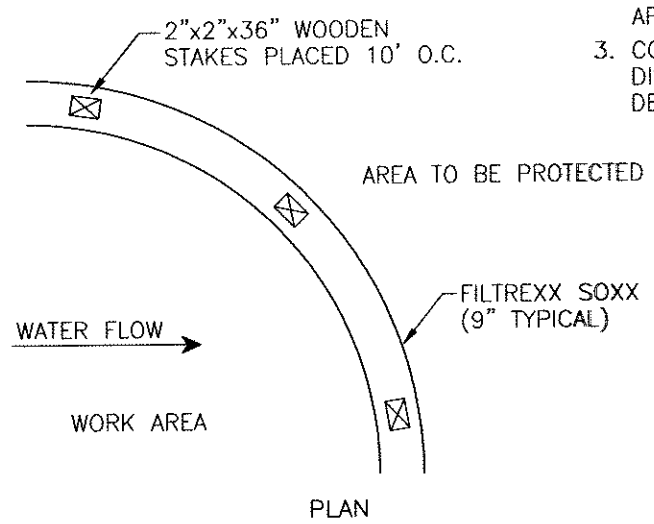 2"x2"x36" WOODEN
STAKES PLACED 10' O.C.
3.
AREA TO BE PROTECTED
FILTREXX SOXX
(9" TYPICAL)
WATER FLOW
WORK AREA
PLAN